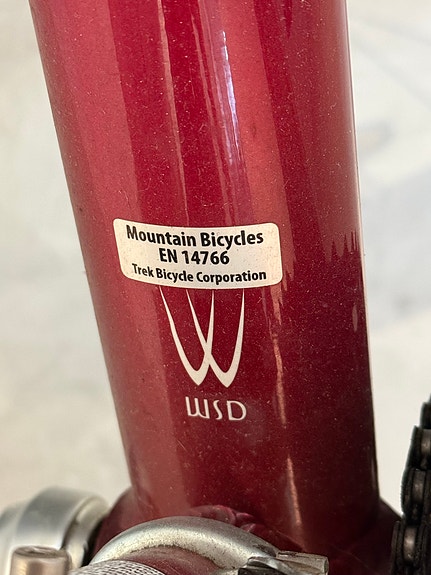 Mountain Bicycles
EN 14766
Trek Bicycle Corporation
W
WSD